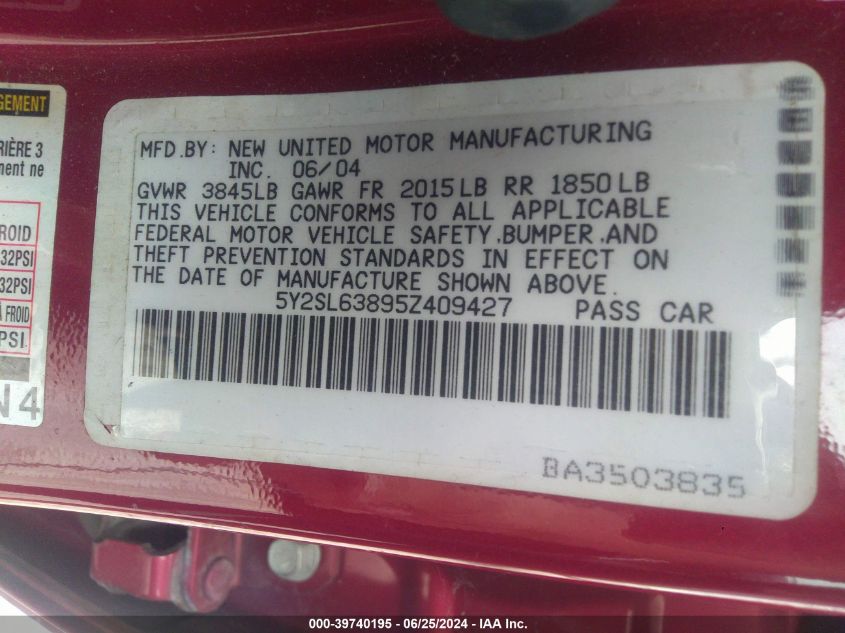 GEMENT
RIÈRE 3
ment ne
ROID
32PSI
32PSI
À FROID
PSI
N4
MFD.BY: NEW UNITED MOTOR MANUFACTURING
INC. 06/04
GVWR 3845LB GAWR FR 2015LB RR 1850LB
THIS VEHICLE CONFORMS TO ALL APPLICABLE
FEDERAL MOTOR VEHICLE SAFETY,BUMPER,AND
THEFT PREVENTION STANDARDS IN EFFECT ON
THE DATE OF MANUFACTURE SHOWN ABOVE.
5Y2SL63895Z409427 PASS CAR
BA3503835
000-39740195 - 06/25/2024 - IAA Inc.